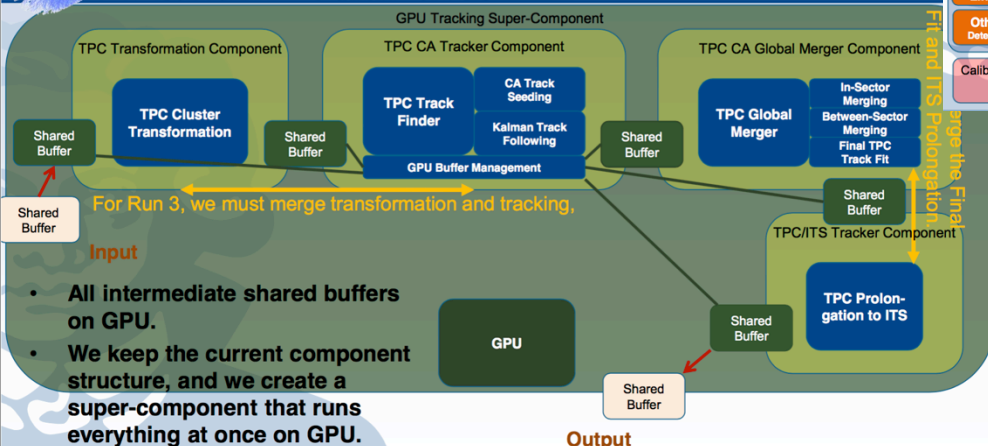 GPU Tracking Super-Component
TPC Transformation Component
TPC Cluster
Transformation
Shared
Buffer
Shared
Buffer
Shared
Buffer
TPC CA Tracker Component
TPC Track
Finder
CA Track
Seeding
Kalman Track
Following
GPU Buffer Management
Shared
Buffer
TPC CA Global Merger Component
TPC Global
Merger
In-Sector
Merging
Between-Sector
Merging
Final TPC
Track Fit
Shared
Buffer
TPC/ITS Tracker Component
TPC Prolon-
gation to ITS
Shared
Buffer
Shared
Buffer
GPU
For Run 3, we must merge transformation and tracking,
erge the Final
Fit and ITS Prolongation.
Input
• All intermediate shared buffers
on GPU.
• We keep the current component
structure, and we create a
super-component that runs
everything at once on GPU.
Output
Oth
Dete
Calib